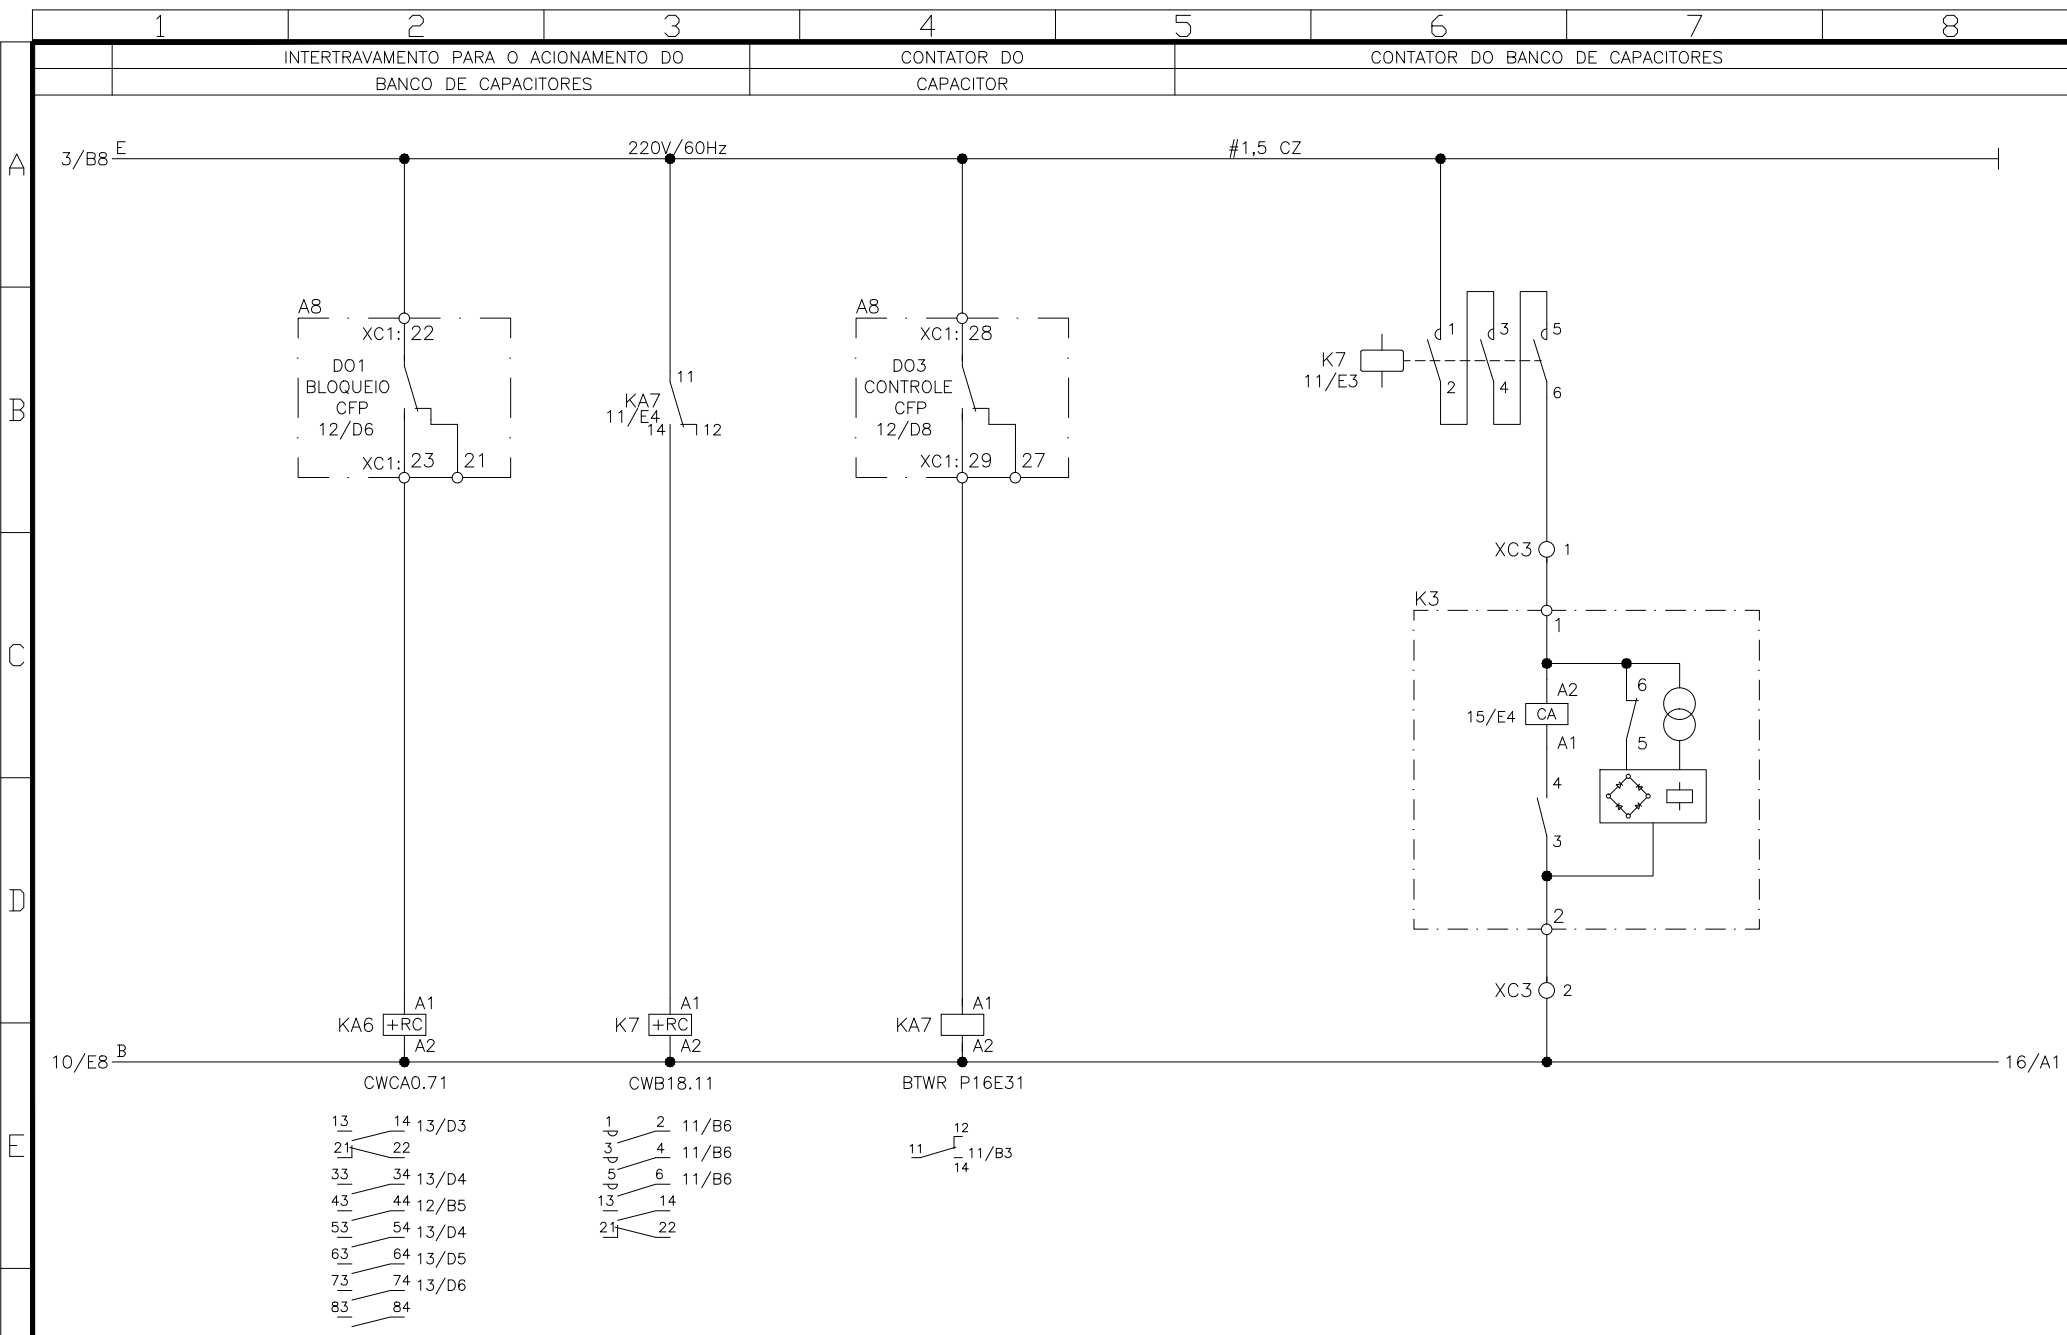 1 2 3 4 5 6 7 8
INTERTRAVAMENTO PARA O ACIONAMENTO DO
BANCO DE CAPACITORES
CONTATOR DO
CAPACITOR
CONTATOR DO BANCO DE CAPACITORES
A
3/B8 E
220V/60Hz
#1,5 CZ
B
A8
XC1: 22
DO1
BLOQUEIO
CFP
12/D6
XC1: 23 21
11
KA7
11/E4
14 12
A8
XC1: 28
DO3
CONTROLE
CFP
12/D8
XC1: 29 27
K7
11/E3
1 3 5
2 4 6
C
XC3 1
K3
1
A2
15/E4 CA
A1
6
5
D
4
3
2
XC3 2
A1
KA6 +RC
A2
A1
K7 +RC
A2
A1
KA7
A2
10/E8 B
16/A1
E
CWCA0.71
13 14 13/D3
21 22
33 34 13/D4
43 44 12/B5
53 54 13/D4
63 64 13/D5
73 74 13/D6
83 84
CWB18.11
1 2 11/B6
3 4 11/B6
5 6 11/B6
13 14
21 22
BTWR P16E31
12
11 11/B3
14